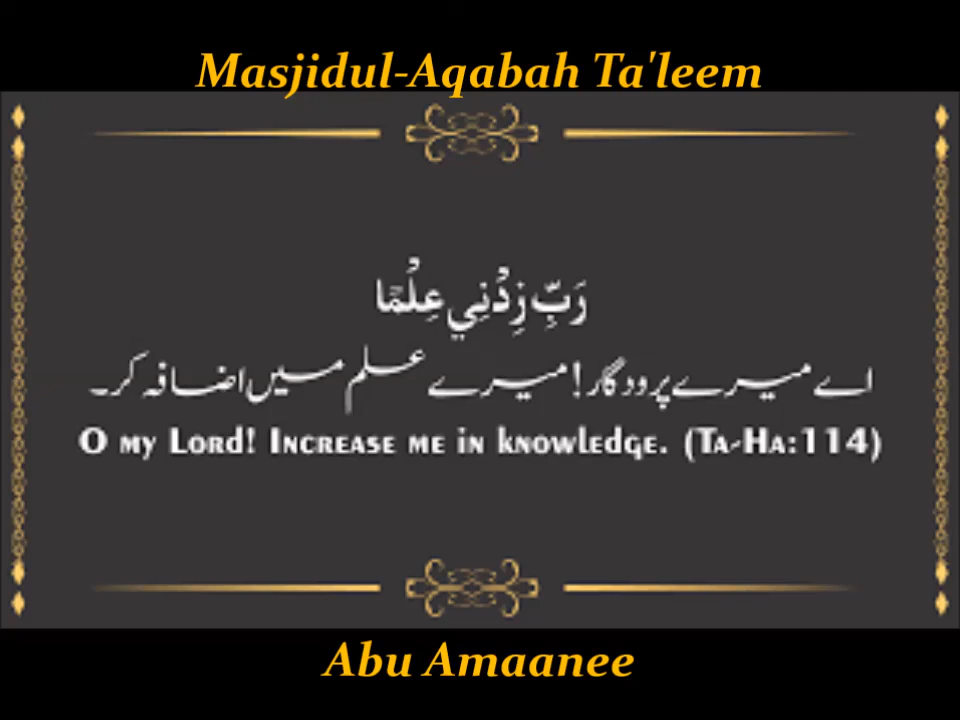 Masjidul-Aqabah Ta'leem
رَبِّ زِدْنِي عِلْمًا
اے میرے پروردگار! میرے علم میں اضافہ کر۔
O my Lord! Increase me in knowledge. (Ta-Ha:114)
Abu Amaanee